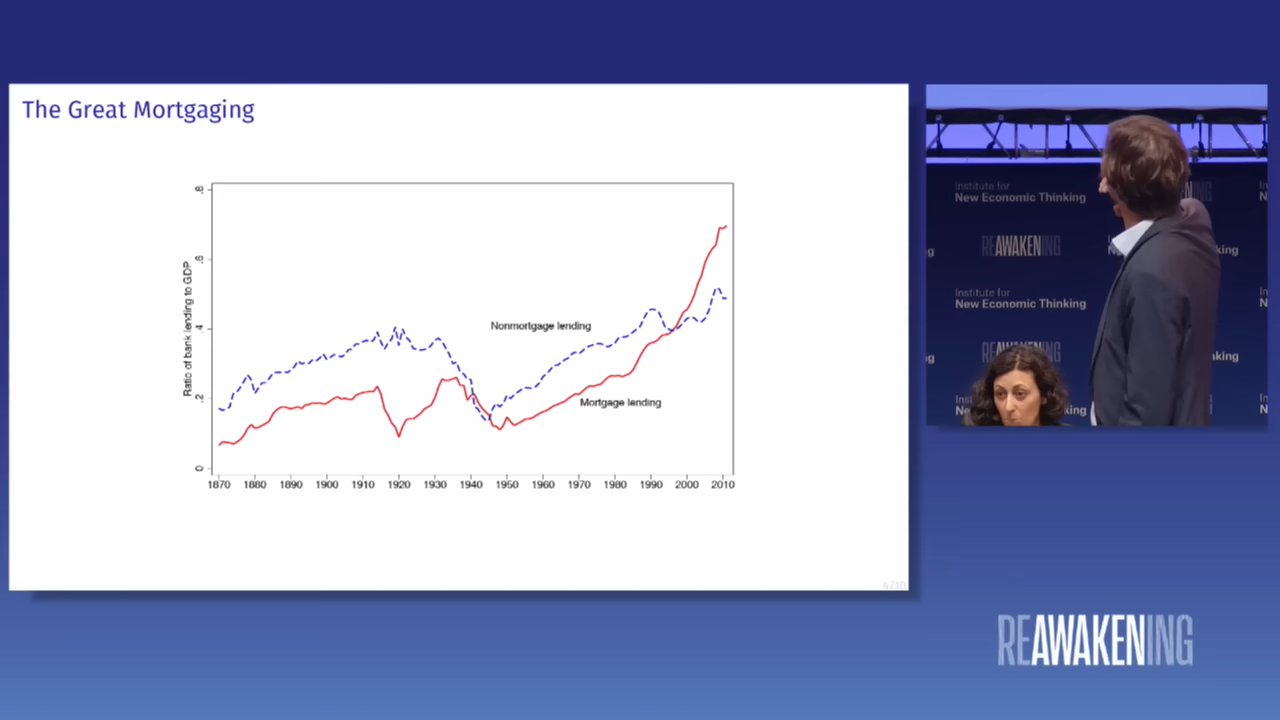 The Great Mortgaging
Ratio of bank lending to GDP
.8
.6
.4
.2
0
Nonmortgage lending
Mortgage lending
1870 1880 1890 1900 1910 1920 1930 1940 1950 1960 1970 1980 1990 2000 2010
Institute for
New Economic Thinking
REAWAKENING
Institute for
New Economic Thinking
REAWAKENING